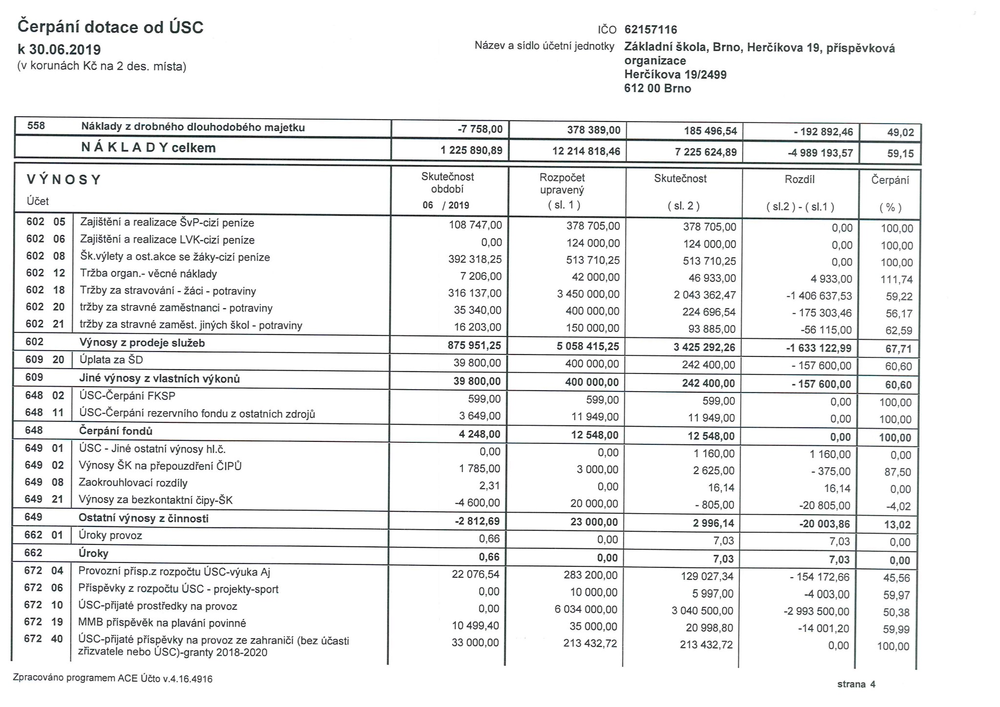 Čerpání dotace od ÚSC
k 30.06.2019
(v korunách Kč na 2 des. místa)
IČO 62157116
Název a sídlo účetní jednotky Základní škola, Brno, Herčíkova 19, příspěvková
organizace
Herčíkova 19/2499
612 00 Brno
558 Náklady z drobného dlouhodobého majetku -7 758,00 378 389,00 185 496,54 - 192 892,46 49,02
N Á K L A D Y celkem 1 225 890,89 12 214 818,46 7 225 624,89 -4 989 193,57 59,15
V Ý N O S Y Skutečnost Rozpočet Skutečnost Rozdíl Čerpání
období upravený
Účet 06 / 2019 ( sl. 1 ) ( sl. 2 ) ( sl.2 ) - ( sl.1 ) ( % )
602 05 Zajištění a realizace ŠvP-cizí peníze 108 747,00 378 705,00 378 705,00 0,00 100,00
602 06 Zajištění a realizace LVK-cizí peníze 0,00 124 000,00 124 000,00 0,00 100,00
602 08 Šk.výlety a ost.akce se žáky-cizí peníze 392 318,25 513 710,25 513 710,25 0,00 100,00
602 12 Tržba organ.- věcné náklady 7 206,00 42 000,00 46 933,00 4 933,00 111,74
602 18 Tržby za stravování - žáci - potraviny 316 137,00 3 450 000,00 2 043 362,47 -1 406 637,53 59,22
602 20 tržby za stravné zaměstnanci - potraviny 35 340,00 400 000,00 224 696,54 - 175 303,46 56,17
602 21 tržby za stravné zaměst. jiných škol - potraviny 16 203,00 150 000,00 93 885,00 -56 115,00 62,59
602 Výnosy z prodeje služeb 875 951,25 5 058 415,25 3 425 292,26 -1 633 122,99 67,71
609 20 Úplata za ŠD 39 800,00 400 000,00 242 400,00 - 157 600,00 60,60
609 Jiné výnosy z vlastních výkonů 39 800,00 400 000,00 242 400,00 - 157 600,00 60,60
648 02 ÚSC-Čerpání FKSP 599,00 599,00 599,00 0,00 100,00
648 11 ÚSC-Čerpání rezervního fondu z ostatních zdrojů 3 649,00 11 949,00 11 949,00 0,00 100,00
648 Čerpání fondů 4 248,00 12 548,00 12 548,00 0,00 100,00
649 01 ÚSC - Jiné ostatní výnosy hl.č. 0,00 0,00 1 160,00 1 160,00 0,00
649 02 Výnosy ŠK na přepouzdření ČIPŮ 1 785,00 3 000,00 2 625,00 - 375,00 87,50
649 08 Zaokrouhlovací rozdíly 2,31 0,00 16,14 16,14 0,00
649 21 Výnosy za bezkontaktní čipy-ŠK -4 600,00 20 000,00 - 805,00 -20 805,00 -4,02
649 Ostatní výnosy z činnosti -2 812,69 23 000,00 2 996,14 -20 003,86 13,02
662 01 Úroky provoz 0,66 0,00 7,03 7,03 0,00
662 Úroky 0,66 0,00 7,03 7,03 0,00
672 04 Provozní přísp.z rozpočtu ÚSC-výuka Aj 22 076,54 283 200,00 129 027,34 - 154 172,66 45,56
672 06 Příspěvky z rozpočtu ÚSC - projekty-sport 0,00 10 000,00 5 997,00 -4 003,00 59,97
672 10 ÚSC-přijaté prostředky na provoz 0,00 6 034 000,00 3 040 500,00 -2 993 500,00 50,38
672 19 MMB příspěvěk na plavání povinné 10 499,40 35 000,00 20 998,80 -14 001,20 59,99
672 40 ÚSC-přijaté příspěvky na provoz ze zahraničí (bez účasti 33 000,00 213 432,72 213 432,72 0,00 100,00
zřizvatele nebo ÚSC)-granty 2018-2020
Zpracováno programem ACE Účto v.4.16.4916
strana 4